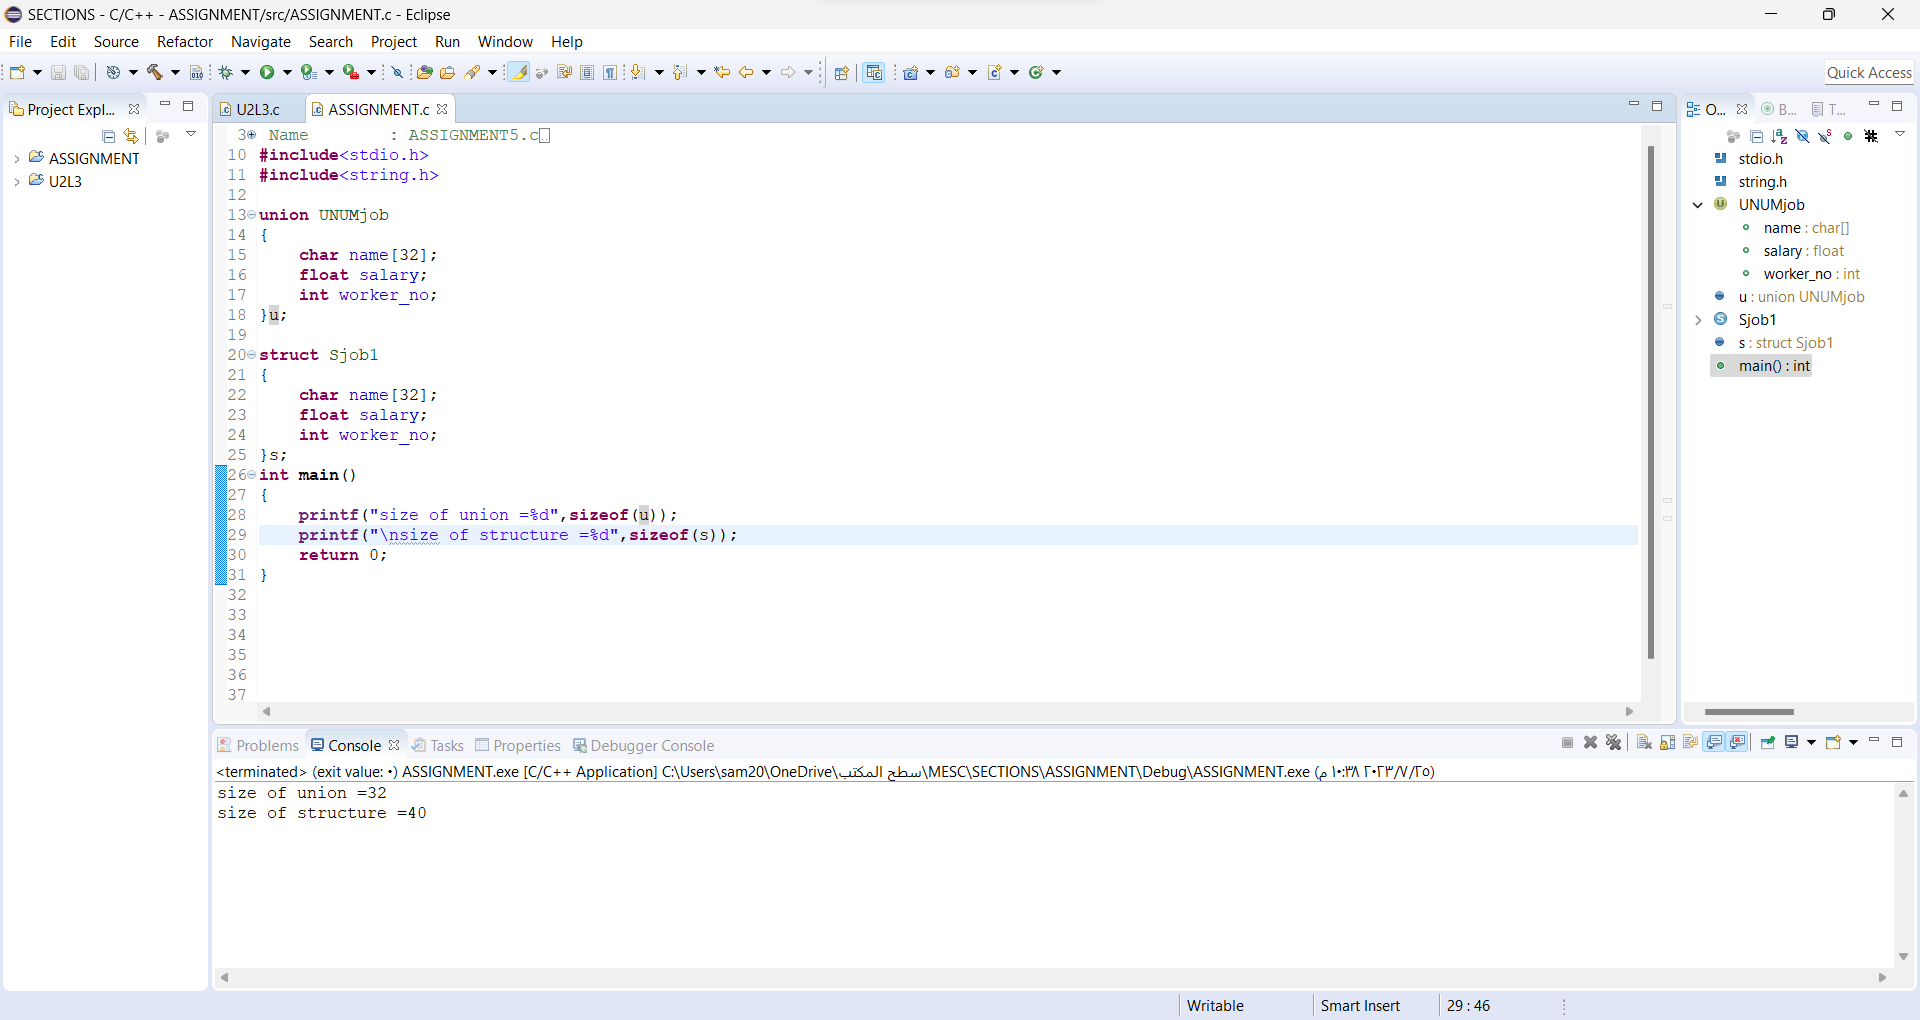 SECTIONS - C/C++ - ASSIGNMENT/src/ASSIGNMENT.c - Eclipse
File Edit Source Refactor Navigate Search Project Run Window Help
Quick Access
Project Expl...
ASSIGNMENT
U2L3
U2L3.c ASSIGNMENT.c
3 Name : ASSIGNMENT5.c
10 #include<stdio.h>
11 #include<string.h>
12
13 union UNUMjob
14 {
15 char name[32];
16 float salary;
17 int worker_no;
18 }u;
19
20 struct Sjob1
21 {
22 char name[32];
23 float salary;
24 int worker_no;
25 }s;
26 int main()
27 {
28 printf("size of union =%d",sizeof(u));
29 printf("\nsize of structure =%d",sizeof(s));
30 return 0;
31 }
32
33
34
35
36
37
O... B... T...
stdio.h
string.h
UNUMjob
name : char[]
salary : float
worker_no : int
u : union UNUMjob
Sjob1
s : struct Sjob1
main() : int
Problems Console Tasks Properties Debugger Console
<terminated> (exit value: ٠) ASSIGNMENT.exe [C/C++ Application] C:\Users\sam20\OneDrive\سطح المكتب\MESC\SECTIONS\ASSIGNMENT\Debug\ASSIGNMENT.exe (٢٥/٧/٢٠٢٣ ١٠:٣٨ م)
size of union =32
size of structure =40
Writable Smart Insert 29 : 46